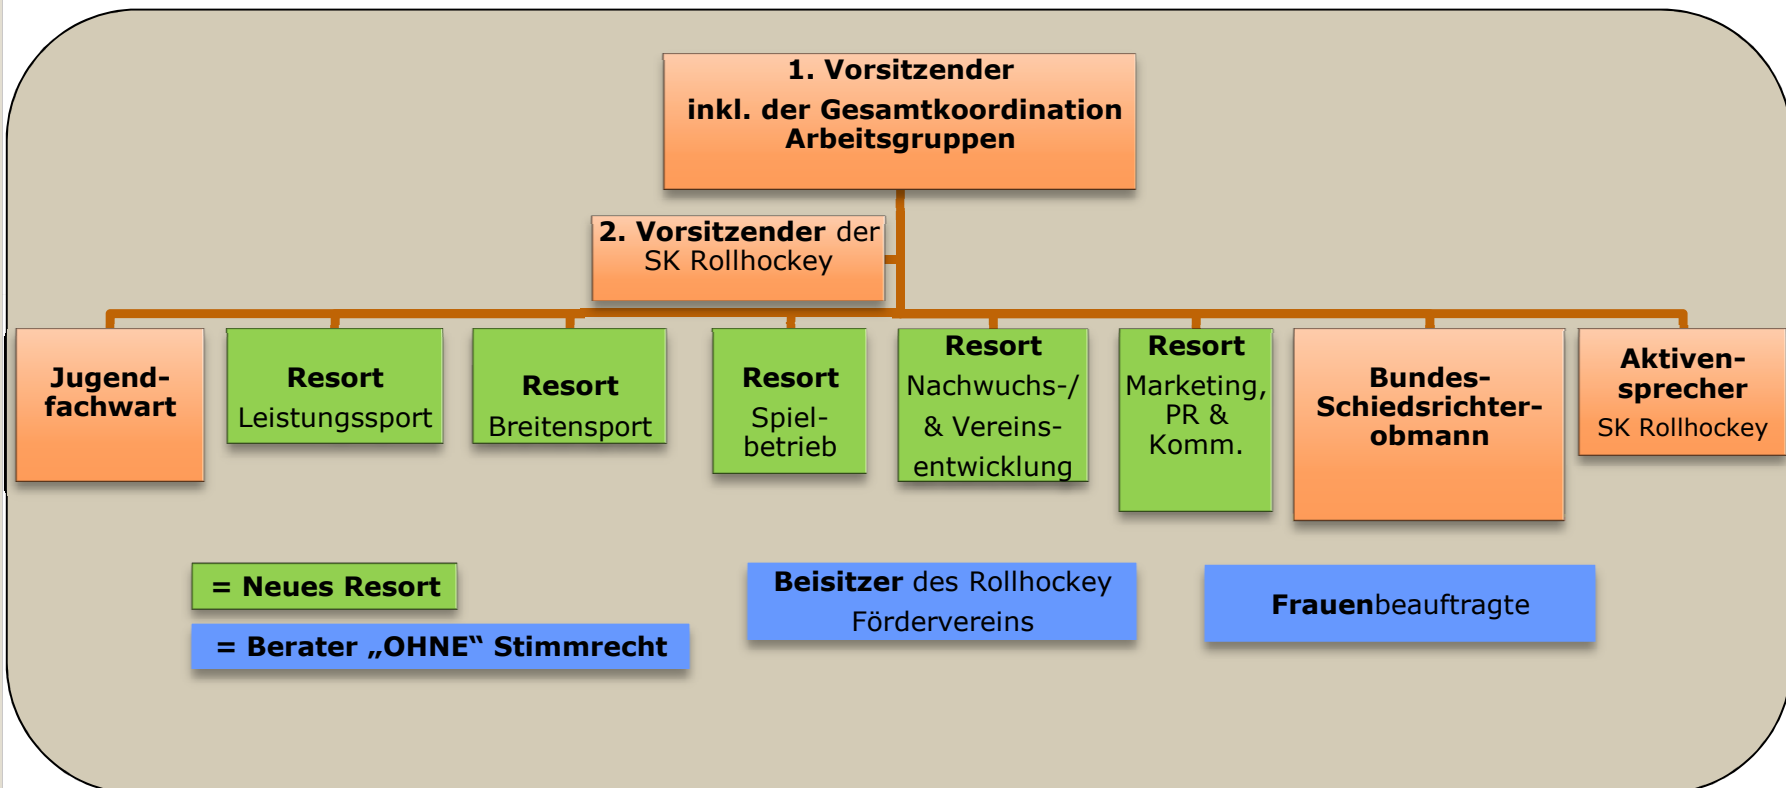 1. Vorsitzender
inkl. der Gesamtkoordination
Arbeitsgruppen
2. Vorsitzender der
SK Rollhockey
Jugend-
fachwart
Resort
Leistungssport
Resort
Breitensport
Resort
Spiel-
betrieb
Resort
Nachwuchs-/
& Vereins-
entwicklung
Resort
Marketing,
PR &
Komm.
Bundes-
Schiedsrichter-
obmann
Aktiven-
sprecher
SK Rollhockey
= Neues Resort
= Berater „OHNE“ Stimmrecht
Beisitzer des Rollhockey
Fördervereins
Frauenbeauftragte